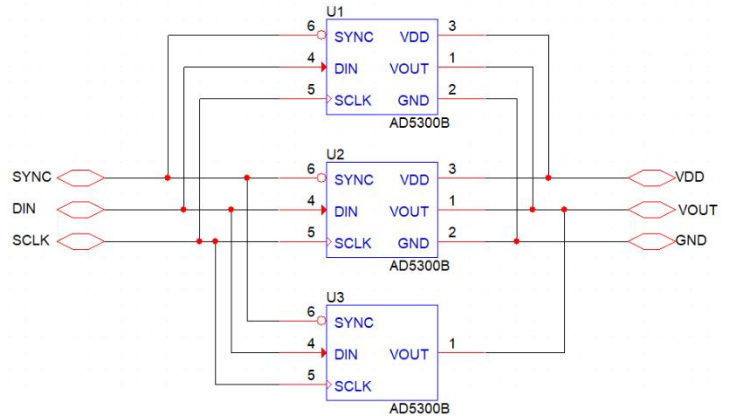 U1
6 SYNC VDD 3
4 DIN VOUT 1
5 SCLK GND 2
AD5300B
U2
SYNC 6 SYNC VDD 3 VDD
DIN 4 DIN VOUT 1 VOUT
SCLK 5 SCLK GND 2 GND
AD5300B
U3
6 SYNC
4 DIN VOUT 1
5 SCLK
AD5300B